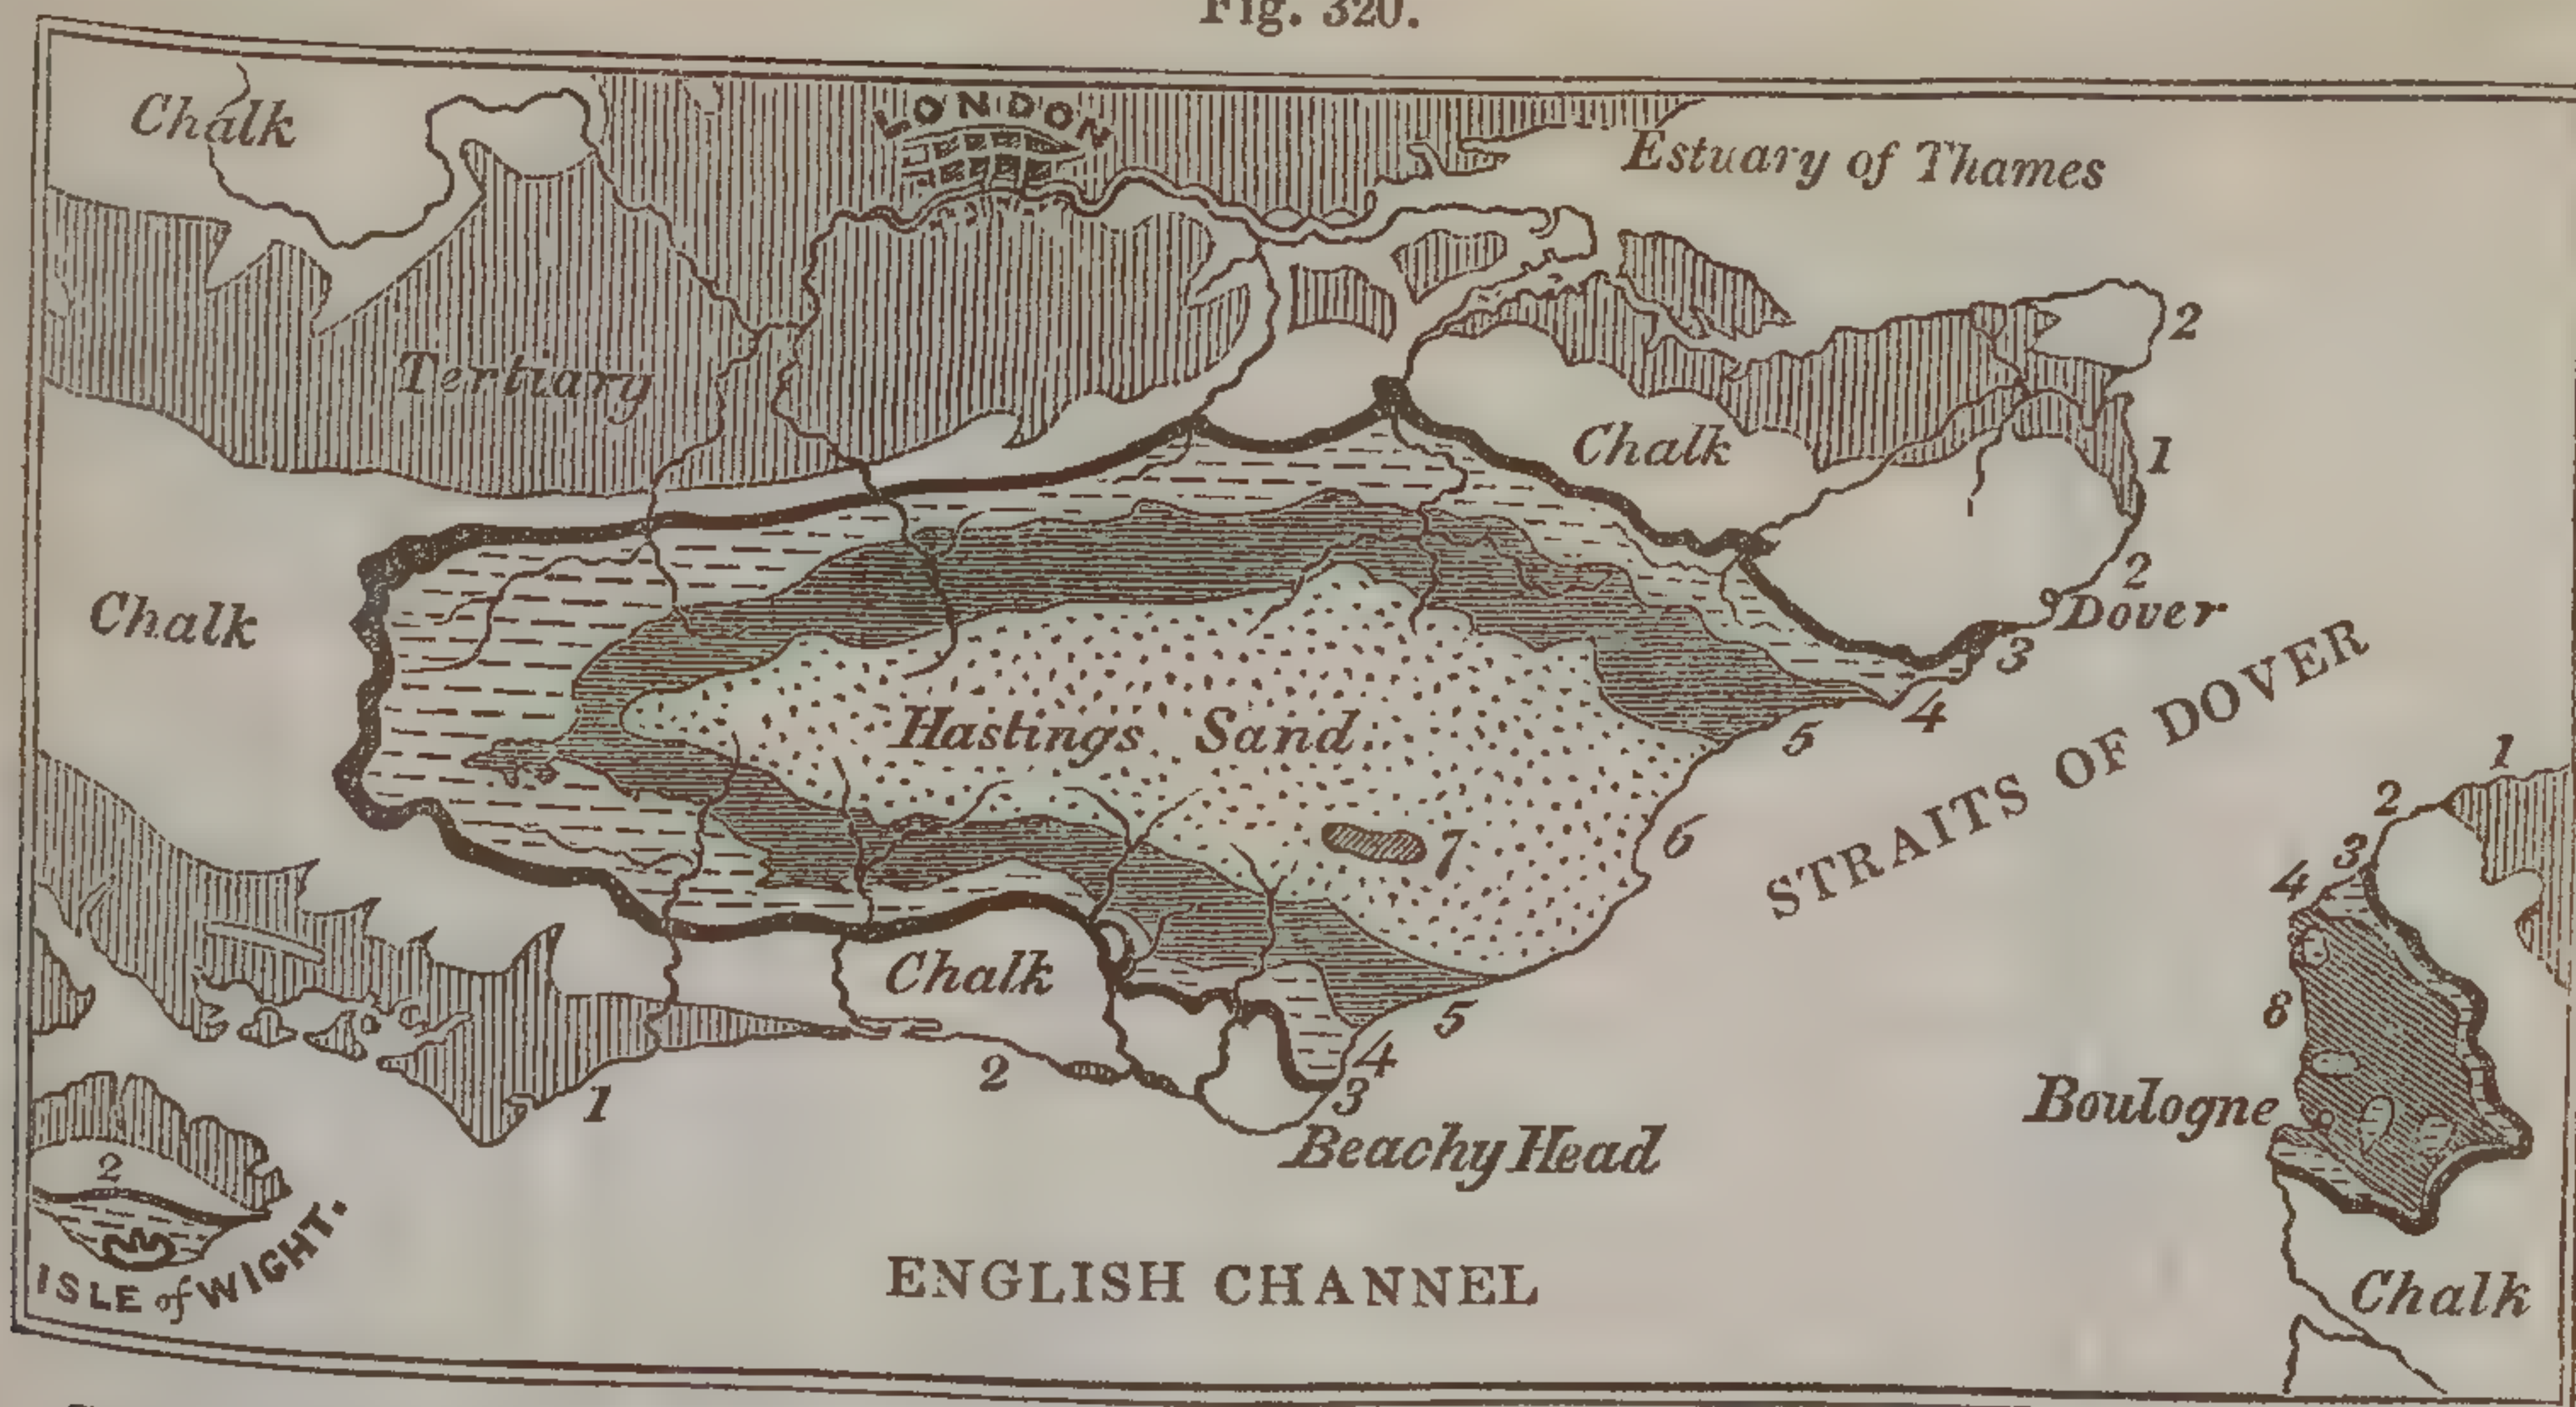 Fig. 320.
LONDON
Chalk
Estuary of Thames
2
Tertiary
Chalk
1
2
Chalk
Dover
3
Hastings Sand
4
5
STRAITS OF DOVER
1
2
6
7
3
4
Chalk
5
8
2
4
1
3
Boulogne
Beachy Head
2
ISLE of WIGHT.
ENGLISH CHANNEL
Chalk